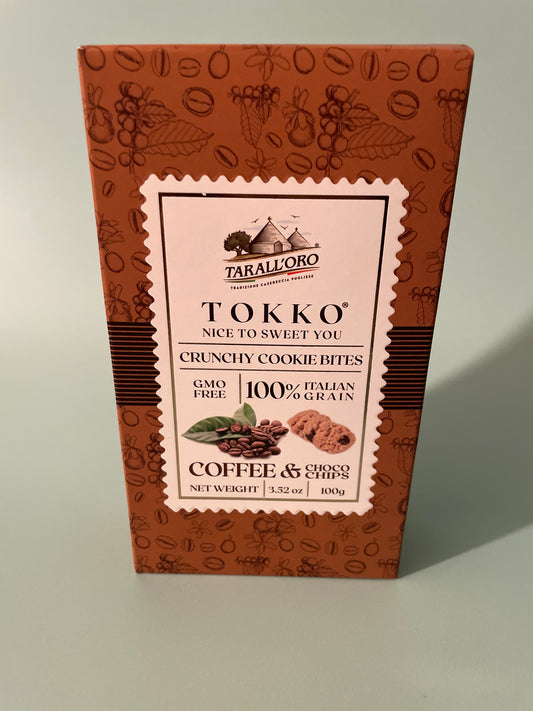 TARALL'ORO
TRADIZIONE CASERECCIA PUGLIESE
TOKKO®
NICE TO SWEET YOU
CRUNCHY COOKIE BITES
GMO FREE
100% ITALIAN GRAIN
COFFEE & CHOCO CHIPS
NET WEIGHT 3.52 oz 100g